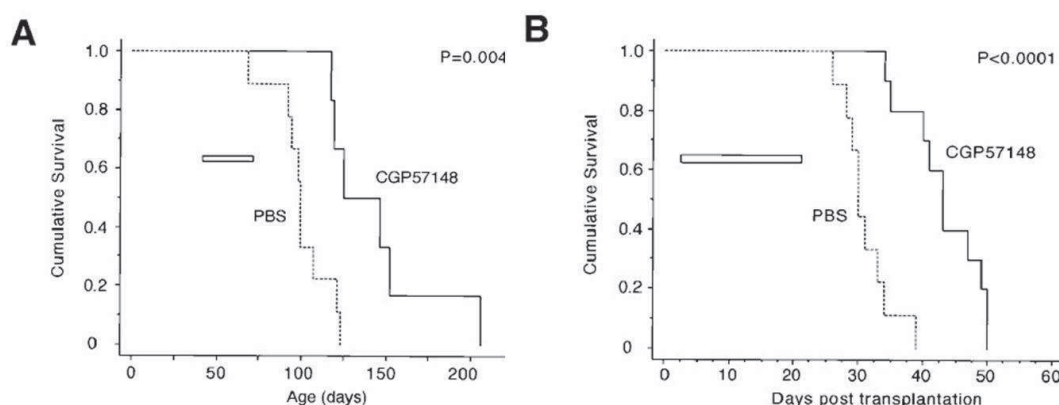 A
B
P=0.004
P<0.0001
Cumulative Survival
1.0
0.8
0.6
0.4
0.2
0
CGP57148
PBS
0 50 100 150 200
Age (days)
Cumulative Survival
1.0
0.8
0.6
0.4
0.2
0
CGP57148
PBS
0 10 20 30 40 50 60
Days post transplantation